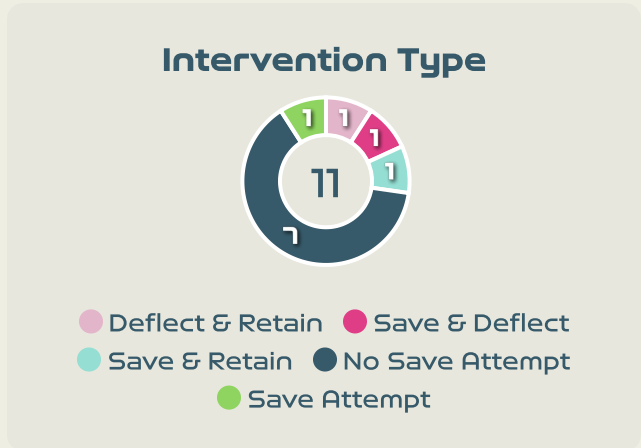 Intervention Type
1 1
1
1
11
7
Deflect & Retain Save & Deflect
Save & Retain No Save Attempt
Save Attempt